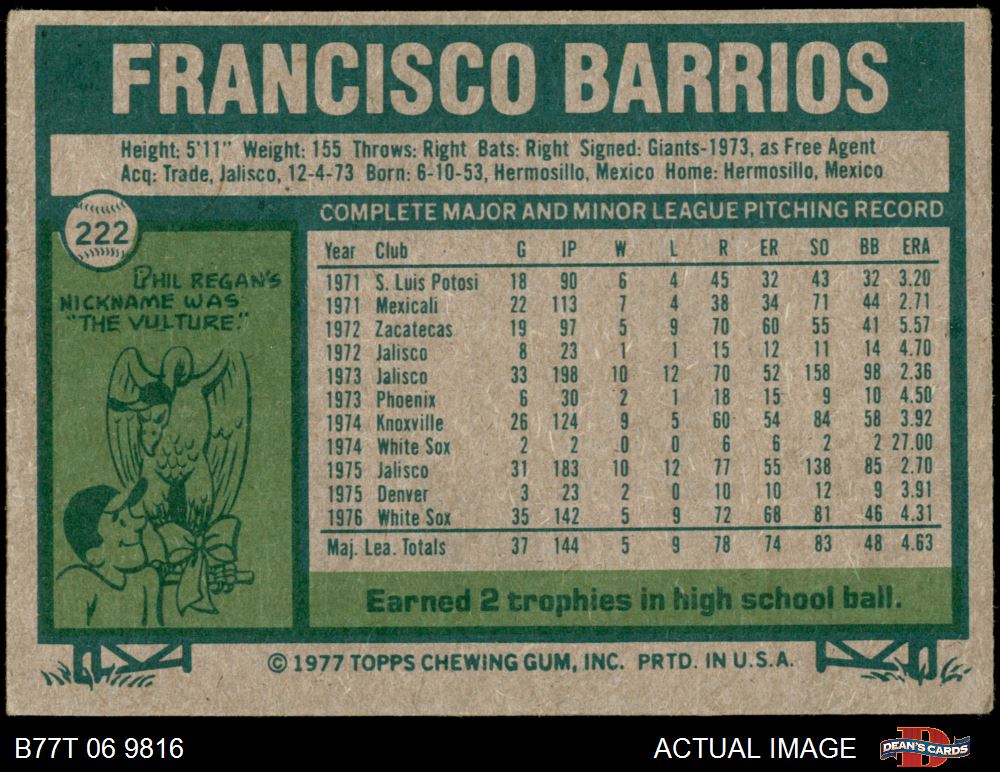 FRANCISCO BARRIOS
Height: 5'11" Weight: 155 Throws: Right Bats: Right Signed: Giants-1973, as Free Agent
Acq: Trade, Jalisco, 12-4-73 Born: 6-10-53, Hermosillo, Mexico Home: Hermosillo, Mexico
222
PHIL REGAN'S
NICKNAME WAS
"THE VULTURE."
COMPLETE MAJOR AND MINOR LEAGUE PITCHING RECORD
Year Club G IP W L R ER SO BB ERA
1971 S. Luis Potosi 18 90 6 4 45 32 43 32 3.20
1971 Mexicali 22 113 7 4 38 34 71 44 2.71
1972 Zacatecas 19 97 5 9 70 60 55 41 5.57
1972 Jalisco 8 23 1 1 15 12 11 14 4.70
1973 Jalisco 33 198 10 12 70 52 158 98 2.36
1973 Phoenix 6 30 2 1 18 15 9 10 4.50
1974 Knoxville 26 124 9 5 60 54 84 58 3.92
1974 White Sox 2 2 0 0 6 6 2 2 27.00
1975 Jalisco 31 183 10 12 77 55 138 85 2.70
1975 Denver 3 23 2 0 10 10 12 9 3.91
1976 White Sox 35 142 5 9 72 68 81 46 4.31
Maj. Lea. Totals 37 144 5 9 78 74 83 48 4.63
Earned 2 trophies in high school ball.
© 1977 TOPPS CHEWING GUM, INC. PRTD. IN U.S.A.
B77T 06 9816
ACTUAL IMAGE
DEAN'S CARDS